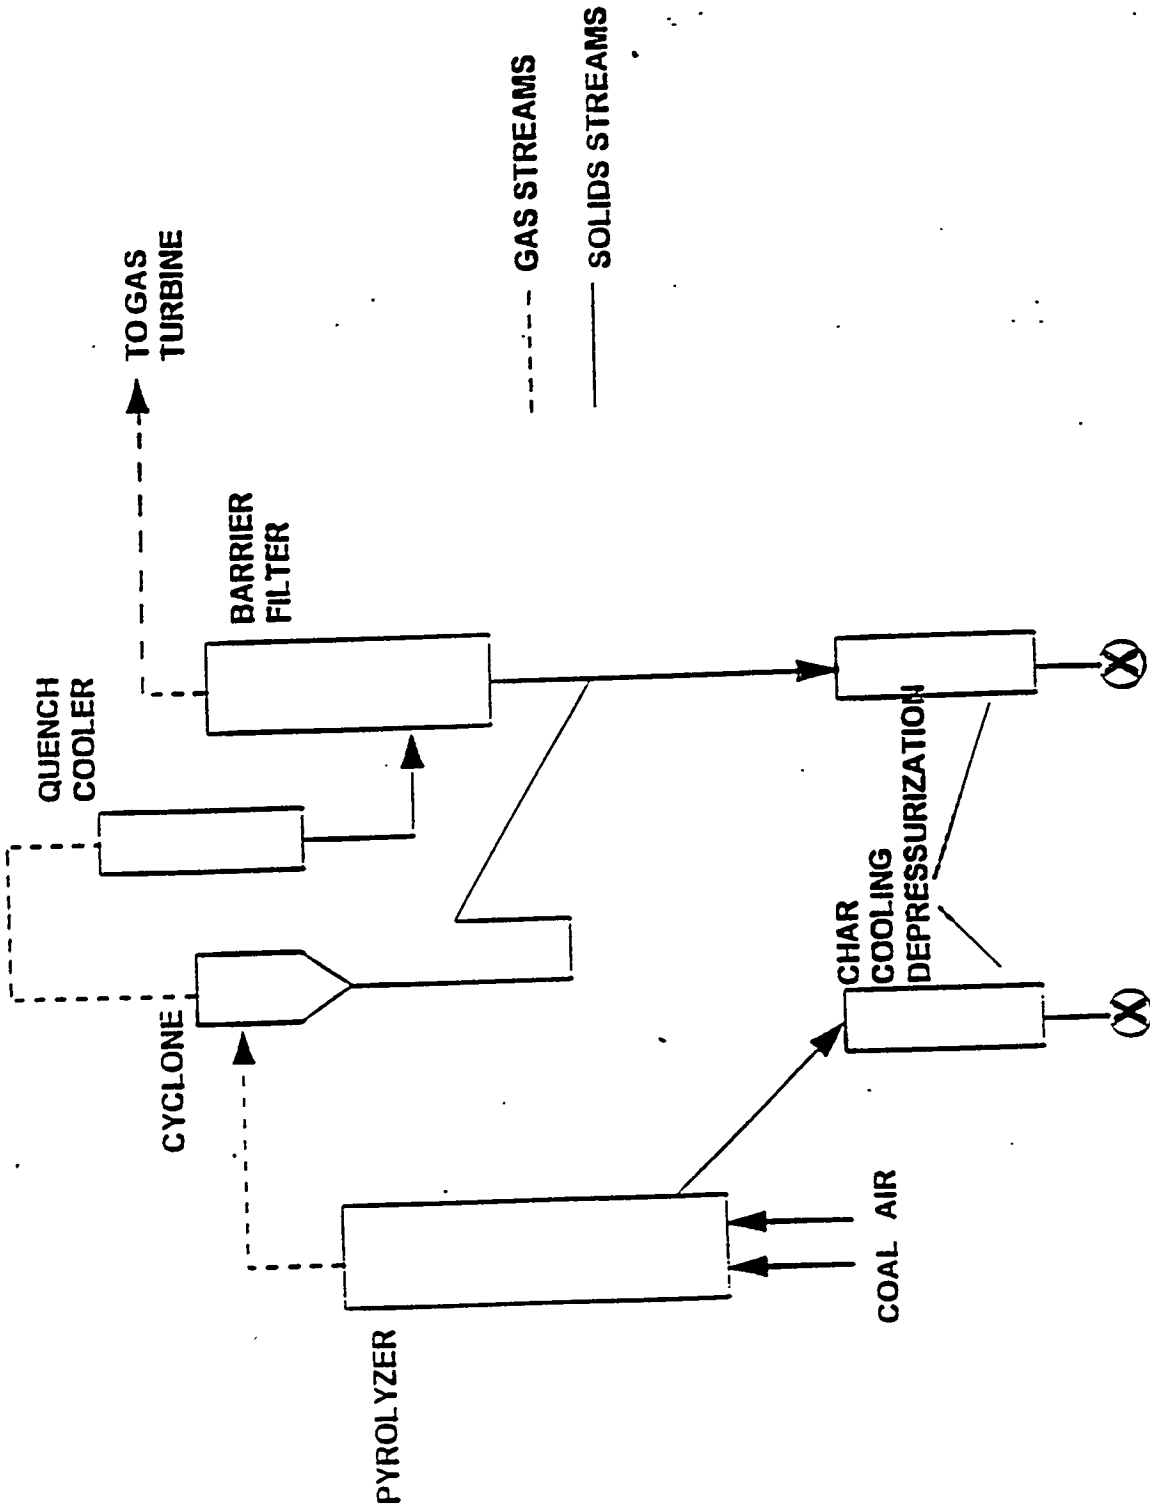 QUENCH
COOLER
TO GAS
TURBINE
CYCLONE
BARRIER
FILTER
PYROLYZER
GAS STREAMS
SOLIDS STREAMS
CHAR
COOLING
DEPRESSURIZATION
COAL AIR
X
X